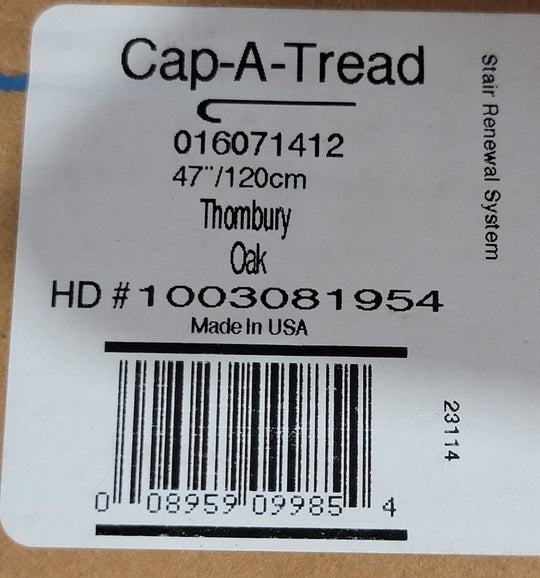 Cap-A-Tread
016071412
47"/120cm
Thornbury
Oak
HD #1003081954
Made In USA
0 08959 09985 4
Stair Renewal System
23114